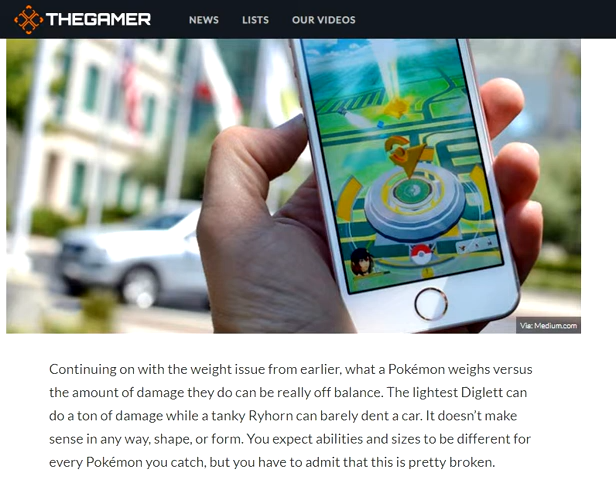 THEGAMER NEWS LISTS OUR VIDEOS
Via: Medium.com
Continuing on with the weight issue from earlier, what a Pokémon weighs versus
the amount of damage they do can be really off balance. The lightest Diglett can
do a ton of damage while a tanky Ryhorn can barely dent a car. It doesn't make
sense in any way, shape, or form. You expect abilities and sizes to be different for
every Pokémon you catch, but you have to admit that this is pretty broken.